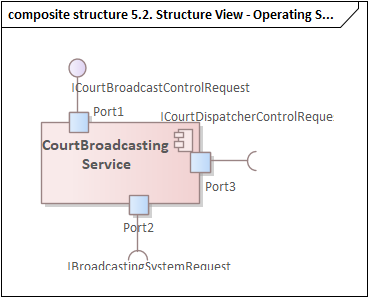 composite structure 5.2. Structure View - Operating S...
ICourtBroadcastControlRequest
Port1
ICourtDispatcherControlReque
CourtBroadcasting
Service
Port3
Port2
IBroadcastingSystemRequest